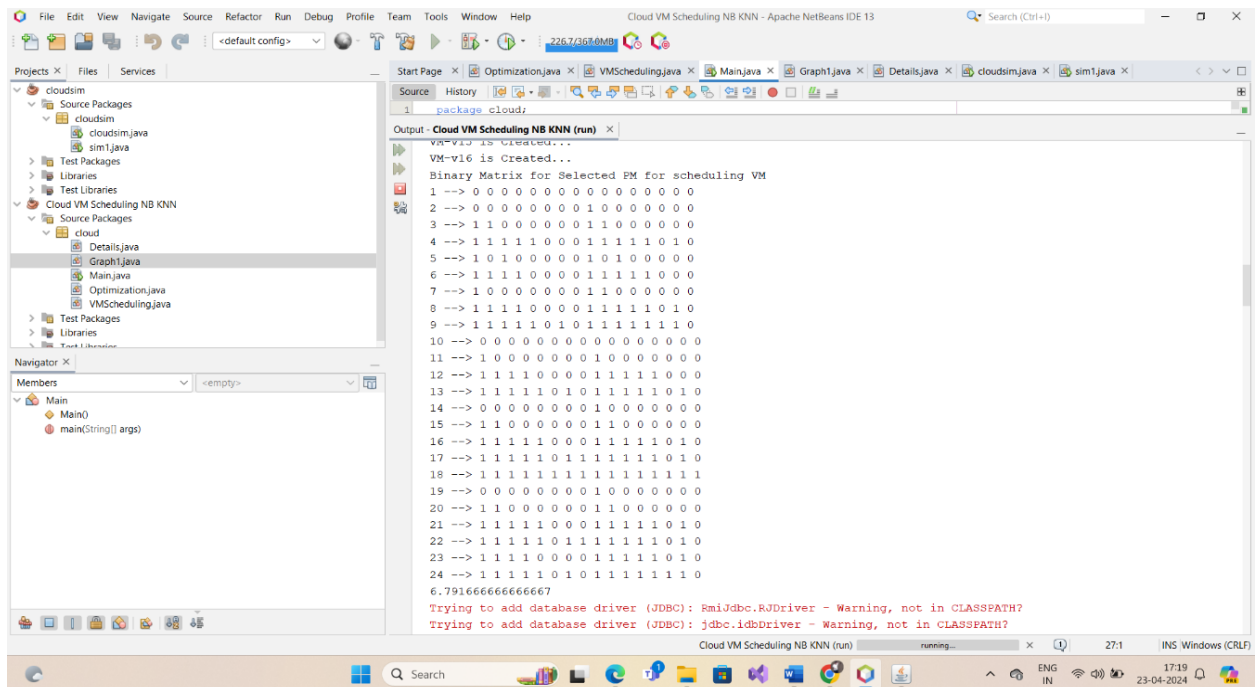 File Edit View Navigate Source Refactor Run Debug Profile Team Tools Window Help
Cloud VM Scheduling NB KNN - Apache NetBeans IDE 13
Search (Ctrl+I)
<default config>
226.7/367.0MB
Projects × Files Services
cloudsim
Source Packages
cloudsim
cloudsim.java
sim1.java
Test Packages
Libraries
Test Libraries
Cloud VM Scheduling NB KNN
Source Packages
cloud
Details.java
Graph1.java
Main.java
Optimization.java
VMScheduling.java
Test Packages
Libraries
Test Libraries
Navigator ×
Members <empty>
Main
Main()
main(String[] args)
Start Page × Optimization.java × VMScheduling.java × Main.java × Graph1.java × Details.java × cloudsim.java × sim1.java ×
Source History
1 package cloud;
Output - Cloud VM Scheduling NB KNN (run) ×
VM-v15 is Created...
VM-v16 is Created...
Binary Matrix for Selected PM for scheduling VM
1 --> 0 0 0 0 0 0 0 0 0 0 0 0 0 0 0 0
2 --> 0 0 0 0 0 0 0 0 1 0 0 0 0 0 0 0
3 --> 1 1 0 0 0 0 0 0 1 1 0 0 0 0 0 0
4 --> 1 1 1 1 1 0 0 0 1 1 1 1 1 0 1 0
5 --> 1 0 1 0 0 0 0 0 1 0 1 0 0 0 0 0
6 --> 1 1 1 1 0 0 0 0 1 1 1 1 1 0 0 0
7 --> 1 0 0 0 0 0 0 0 1 1 0 0 0 0 0 0
8 --> 1 1 1 1 0 0 0 0 1 1 1 1 1 0 1 0
9 --> 1 1 1 1 1 0 1 0 1 1 1 1 1 1 1 0
10 --> 0 0 0 0 0 0 0 0 0 0 0 0 0 0 0 0
11 --> 1 0 0 0 0 0 0 0 1 0 0 0 0 0 0 0
12 --> 1 1 1 1 0 0 0 0 1 1 1 1 1 0 0 0
13 --> 1 1 1 1 1 0 1 0 1 1 1 1 1 0 1 0
14 --> 0 0 0 0 0 0 0 0 1 0 0 0 0 0 0 0
15 --> 1 1 0 0 0 0 0 0 1 1 0 0 0 0 0 0
16 --> 1 1 1 1 1 0 0 0 1 1 1 1 1 0 1 0
17 --> 1 1 1 1 1 0 1 1 1 1 1 1 1 0 1 0
18 --> 1 1 1 1 1 1 1 1 1 1 1 1 1 1 1 1
19 --> 0 0 0 0 0 0 0 0 1 0 0 0 0 0 0 0
20 --> 1 1 0 0 0 0 0 0 1 1 0 0 0 0 0 0
21 --> 1 1 1 1 1 0 0 0 1 1 1 1 1 0 1 0
22 --> 1 1 1 1 1 0 1 1 1 1 1 1 1 0 1 0
23 --> 1 1 1 1 0 0 0 0 1 1 1 1 1 0 1 0
24 --> 1 1 1 1 1 0 1 0 1 1 1 1 1 1 1 0
6.791666666666667
Trying to add database driver (JDBC): RmiJdbc.RJDriver - Warning, not in CLASSPATH?
Trying to add database driver (JDBC): jdbc.idbDriver - Warning, not in CLASSPATH?
Cloud VM Scheduling NB KNN (run) running... 27:1 INS Windows (CRLF)
Search
ENG
IN
17:19
23-04-2024